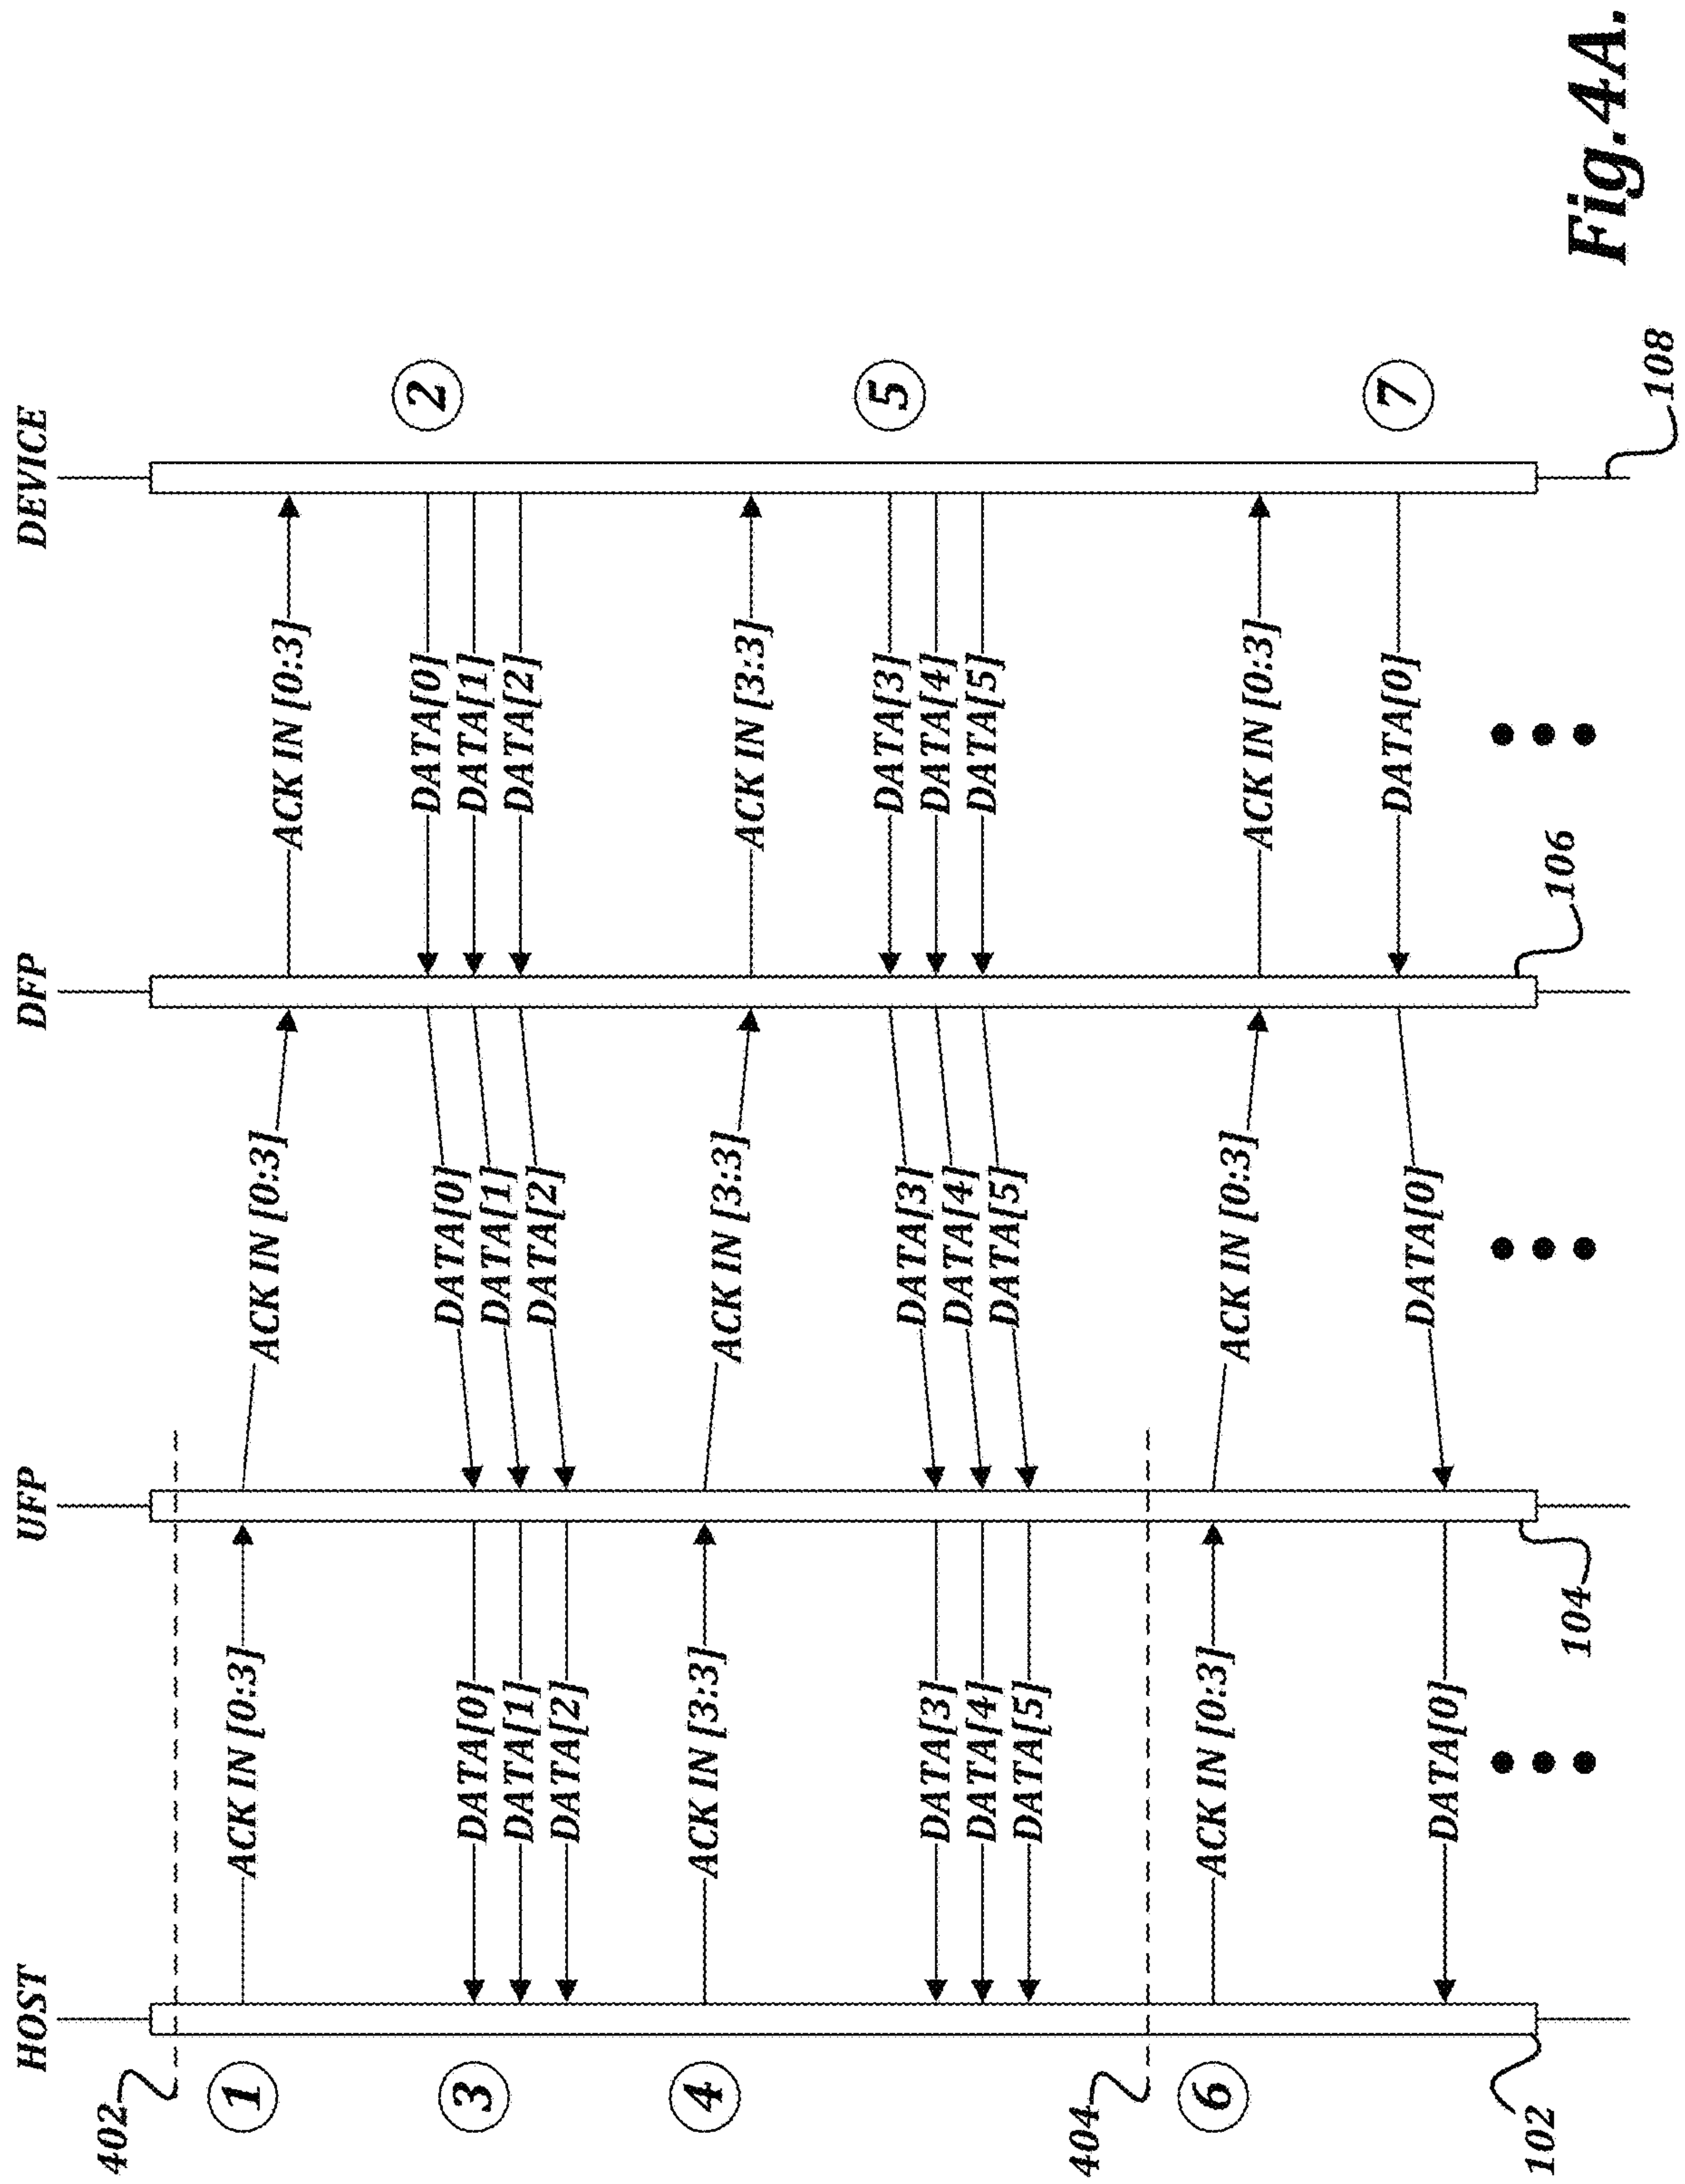 HOST UFP DFP DEVICE
402
1 ACK IN [0:3] ACK IN [0:3] ACK IN [0:3]
3 DATA[0] DATA[0] DATA[0] 2
DATA[1] DATA[1] DATA[1]
DATA[2] DATA[2] DATA[2]
4 ACK IN [3:3] ACK IN [3:3] ACK IN [3:3]
DATA[3] DATA[3] DATA[3] 5
DATA[4] DATA[4] DATA[4]
DATA[5] DATA[5] DATA[5]
404
6 ACK IN [0:3] ACK IN [0:3] ACK IN [0:3]
DATA[0] DATA[0] DATA[0] 7
102 104 106 108
Fig.4A.